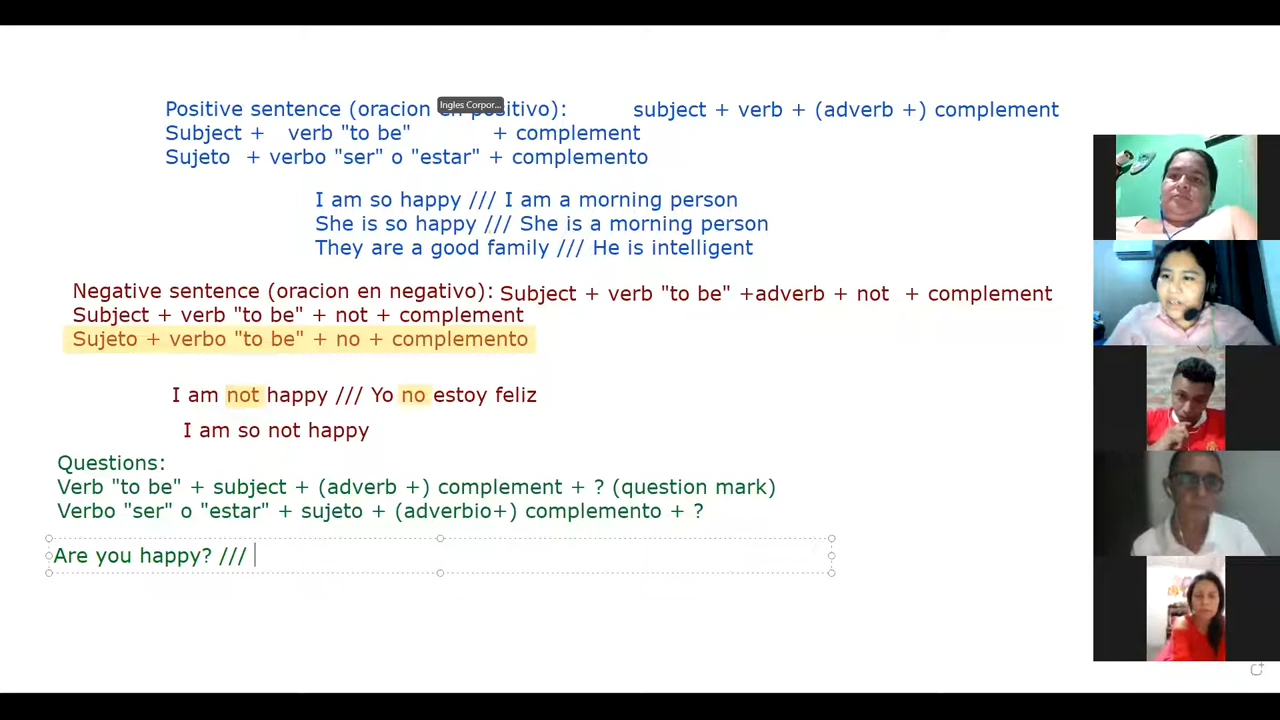 Positive sentence (oracion en positivo): subject + verb + (adverb +) complement
Ingles Corpor...
Subject + verb "to be" + complement
Sujeto + verbo "ser" o "estar" + complemento
I am so happy /// I am a morning person
She is so happy /// She is a morning person
They are a good family /// He is intelligent
Negative sentence (oracion en negativo): Subject + verb "to be" +adverb + not + complement
Subject + verb "to be" + not + complement
Sujeto + verbo "to be" + no + complemento
I am not happy /// Yo no estoy feliz
I am so not happy
Questions:
Verb "to be" + subject + (adverb +) complement + ? (question mark)
Verbo "ser" o "estar" + sujeto + (adverbio+) complemento + ?
Are you happy? ///